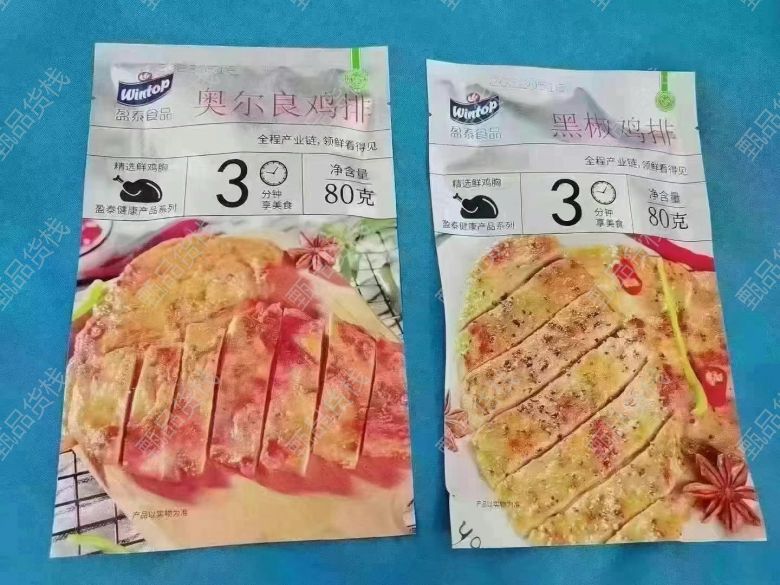 Wintop
盈泰食品
奥尔良鸡排
全程产业链,领鲜看得见
精选鲜鸡胸
盈泰健康产品系列
3
分钟
享美食
净含量
80克
产品以实物为准
Wintop
盈泰食品
黑椒鸡排
全程产业链,领鲜看得见
精选鲜鸡胸
盈泰健康产品系列
3
分钟
享美食
净含量
80克
产品以实物为准
40
甄品货栈